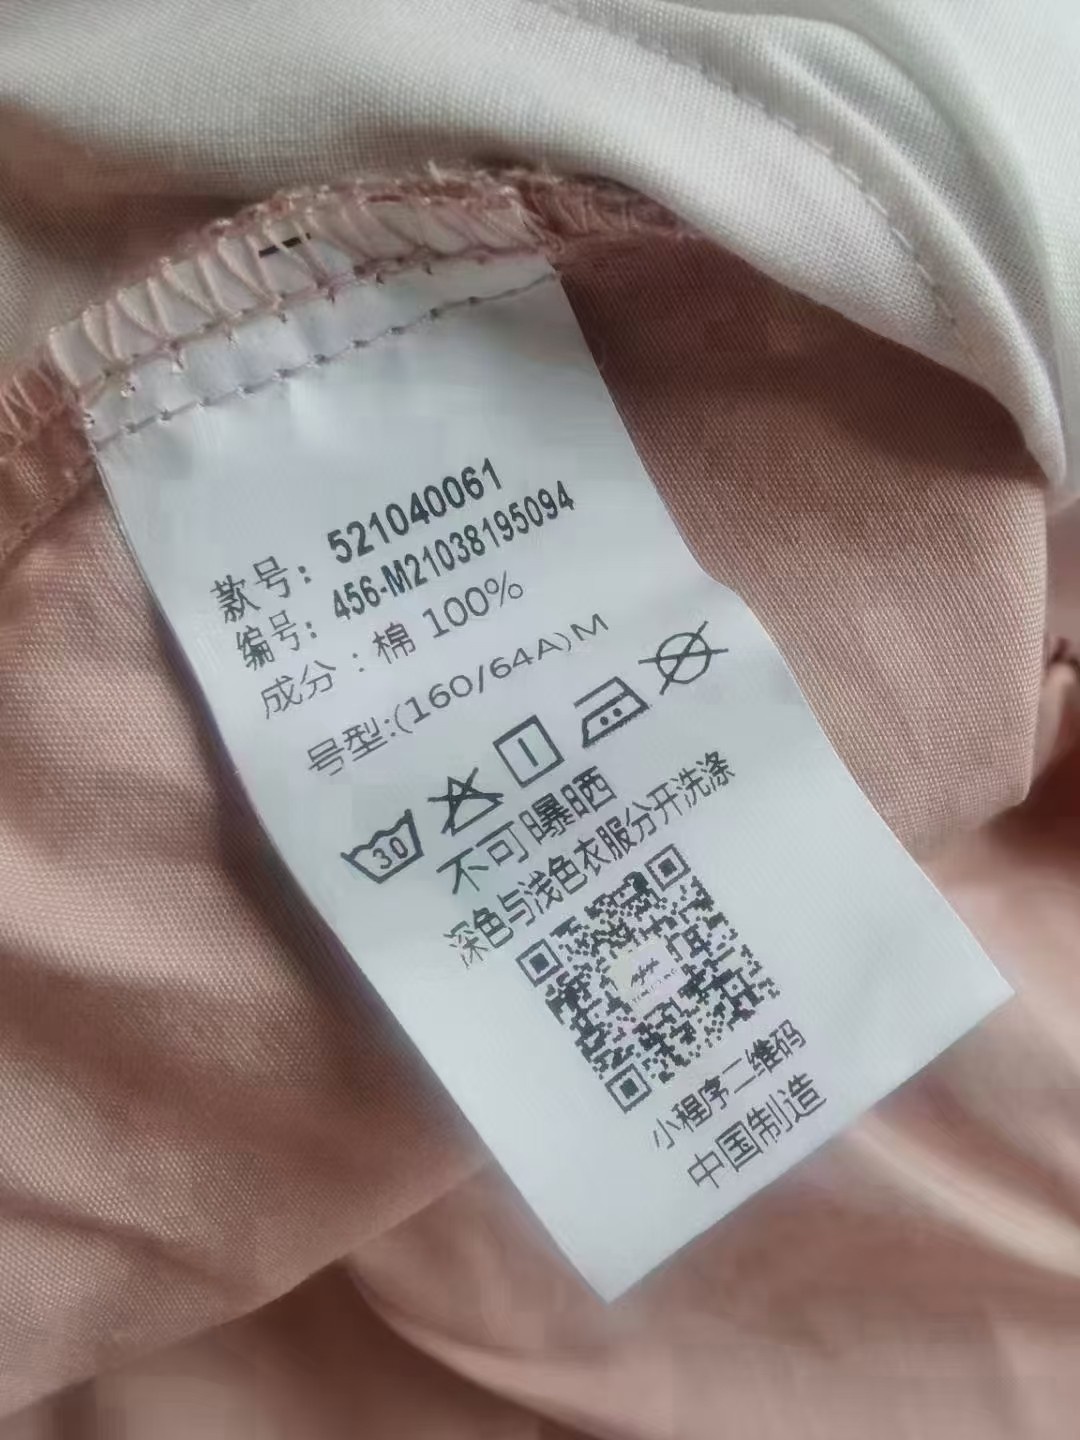 款号：521040061
编号：456-M21038195094
成分：棉 100%
号型:(160/64A)M
30
不可曝晒
深色与浅色衣服分开洗涤
小程序二维码
中国制造